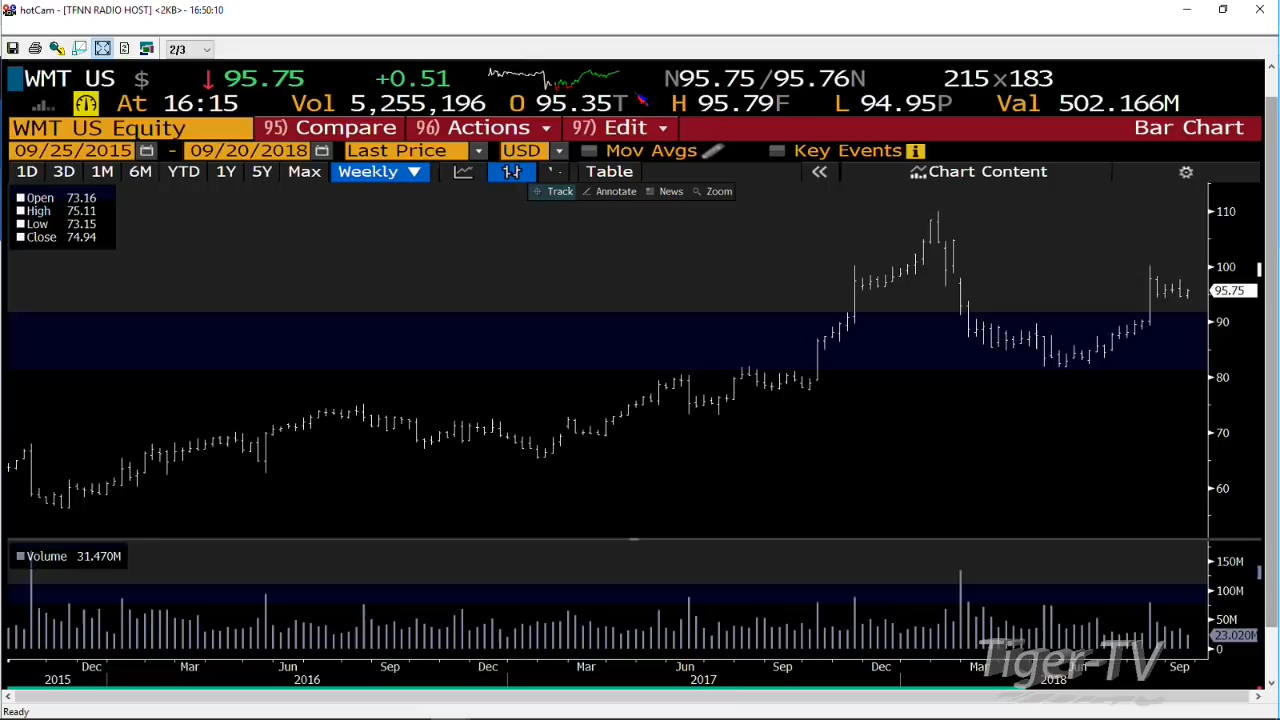 hotCam - [TFNN RADIO HOST] <2KB> - 16:50:10
2/3
WMT US $ ↓ 95.75 +0.51 N95.75/95.76N 215x183
At 16:15 Vol 5,255,196 O 95.35T H 95.79F L 94.95P Val 502.166M
WMT US Equity 95) Compare 96) Actions 97) Edit Bar Chart
09/25/2015 - 09/20/2018 Last Price USD Mov Avgs Key Events
1D 3D 1M 6M YTD 1Y 5Y Max Weekly ▼ Table « Chart Content
Track Annotate News Zoom
Open 73.16
High 75.11
Low 73.15
Close 74.94
110
100
95.75
90
80
70
60
Volume 31.470M
150M
100M
50M
23.020M
0
Dec Mar Jun Sep Dec Mar Jun Sep Dec Mar Jun Sep
2015 2016 2017 2018
Tiger-TV
Ready